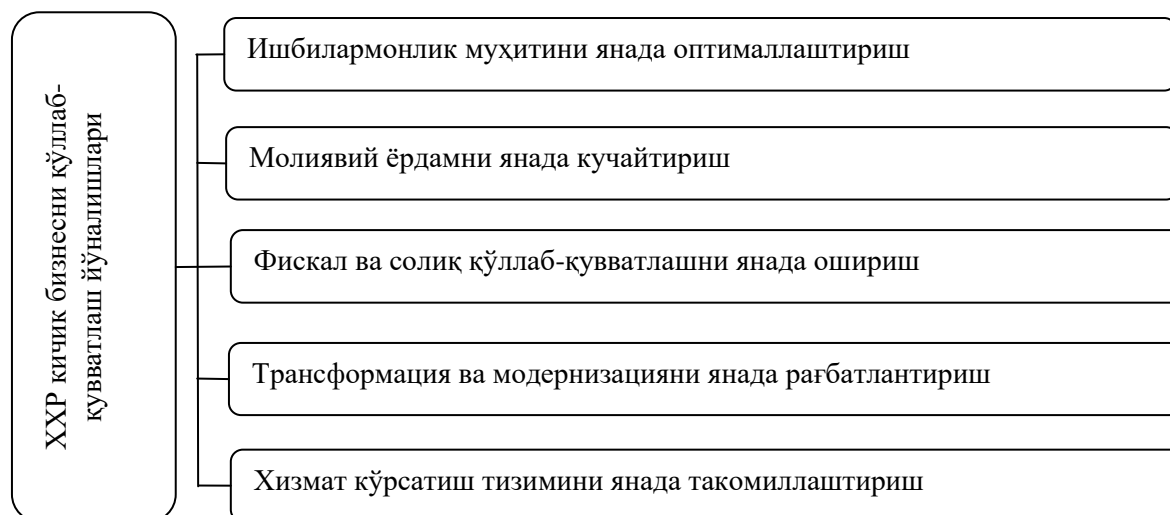 ХХР кичик бизнесни қўллаб-
қувватлаш йўналишлари
Ишбилармонлик муҳитини янада оптималлаштириш
Молиявий ёрдамни янада кучайтириш
Фискал ва солиқ қўллаб-қувватлашни янада ошириш
Трансформация ва модернизацияни янада рағбатлантириш
Хизмат кўрсатиш тизимини янада такомиллаштириш